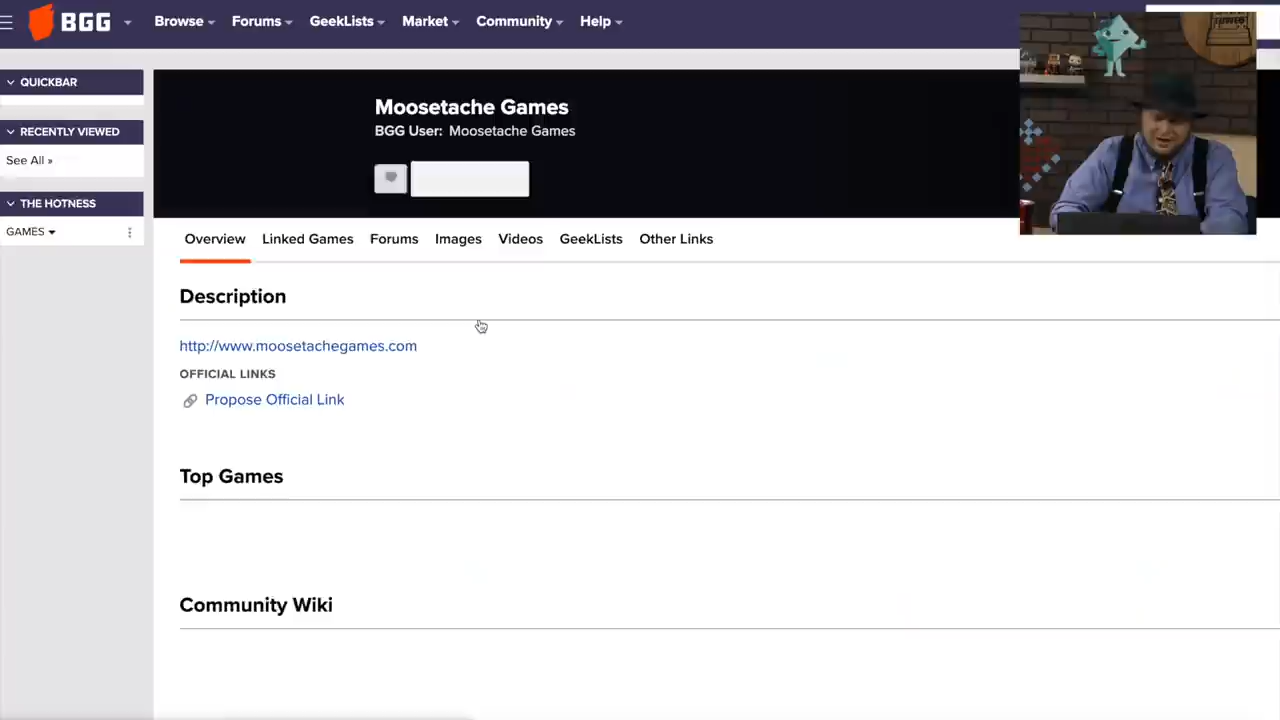 BGG
Browse
Forums
GeekLists
Market
Community
Help
QUICKBAR
RECENTLY VIEWED
See All »
THE HOTNESS
GAMES
Moosetache Games
BGG User: Moosetache Games
Overview
Linked Games
Forums
Images
Videos
GeekLists
Other Links
Description
http://www.moosetachegames.com
OFFICIAL LINKS
Propose Official Link
Top Games
Community Wiki